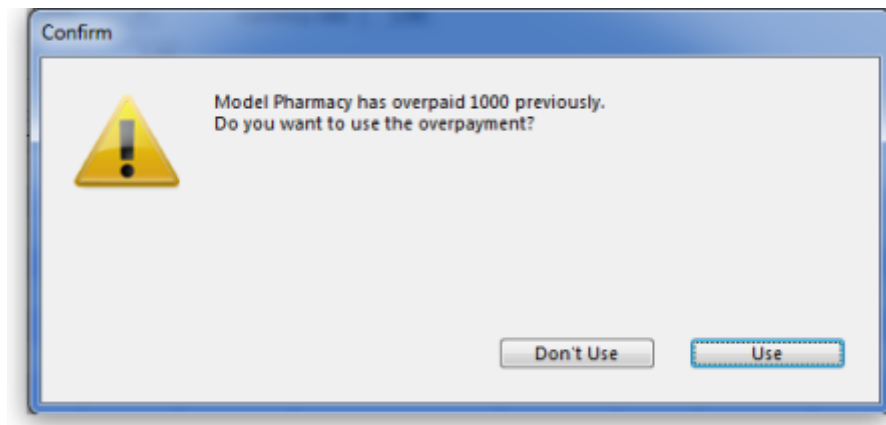 Confirm
Model Pharmacy has overpaid 1000 previously.
Do you want to use the overpayment?
Don't Use
Use